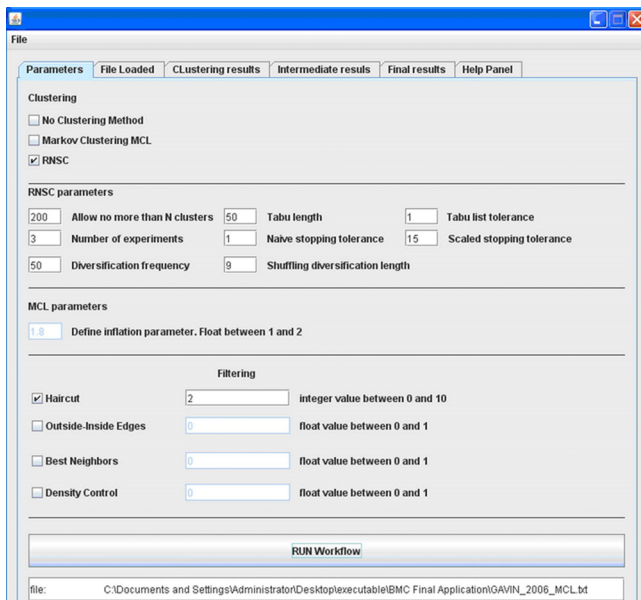 File
Parameters File Loaded CLustering results Intermediate resuls Final results Help Panel
Clustering
No Clustering Method
Markov Clustering MCL
RNSC
RNSC parameters
200 Allow no more than N clusters 50 Tabu length 1 Tabu list tolerance
3 Number of experiments 1 Naive stopping tolerance 15 Scaled stopping tolerance
50 Diversification frequency 9 Shuffling diversification length
MCL parameters
1.8 Define inflation parameter. Float between 1 and 2
Filtering
Haircut 2 integer value between 0 and 10
Outside-Inside Edges 0 float value between 0 and 1
Best Neighbors 0 float value between 0 and 1
Density Control 0 float value between 0 and 1
RUN Workflow
file: C:\Documents and Settings\Administrator\Desktop\executable\BMC Final Application\GAVIN_2006_MCL.txt